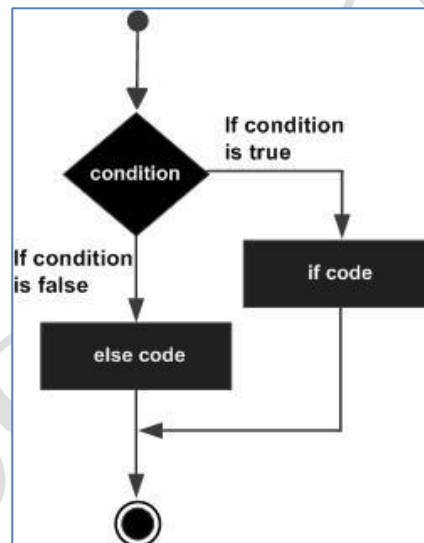 If condition
is true
condition
If condition
is false
if code
else code